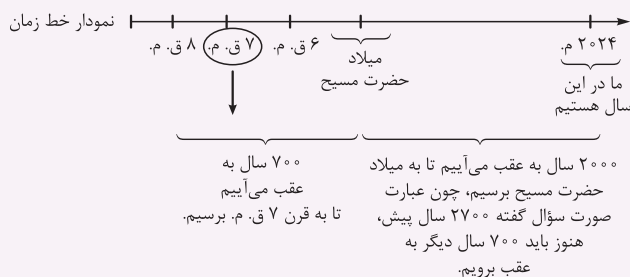 نمودار خط زمان
۸ ق. م.
۷ ق. م.
۶ ق. م.
میلاد
حضرت مسیح
۲۰۲۴ م.
ما در این
سال هستیم
۲۰۰۰ سال به عقب می‌آییم تا به میلاد
حضرت مسیح برسیم، چون عبارت
صورت سؤال گفته ۲۷۰۰ سال پیش،
هنوز باید ۷۰۰ سال دیگر به
عقب برویم.
۷۰۰ سال به
عقب می‌آییم
تا به قرن ۷ ق. م. برسیم.